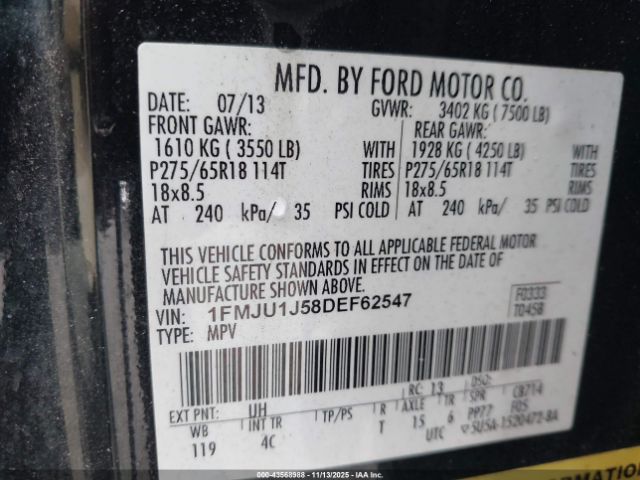 MFD. BY FORD MOTOR CO.
DATE: 07/13 GVWR: 3402 KG ( 7500 LB)
FRONT GAWR: REAR GAWR:
1610 KG ( 3550 LB) WITH 1928 KG ( 4250 LB) WITH
P275/65R18 114T TIRES P275/65R18 114T TIRES
18x8.5 RIMS 18x8.5 RIMS
AT 240 kPa/ 35 PSI COLD AT 240 kPa/ 35 PSI COLD
THIS VEHICLE CONFORMS TO ALL APPLICABLE FEDERAL MOTOR
VEHICLE SAFETY STANDARDS IN EFFECT ON THE DATE OF
MANUFACTURE SHOWN ABOVE.
VIN: 1FMJU1J58DEF62547
TYPE: MPV
F0333
T0458
EXT PNT: UH RC: 13 DSO:
WB INT TR TP/PS R AXLE TR SPR CB714
119 4C T 15 6 PP77 F05
UTC ▽5U5A-1520472-BA
000-43568988 11/13/2025